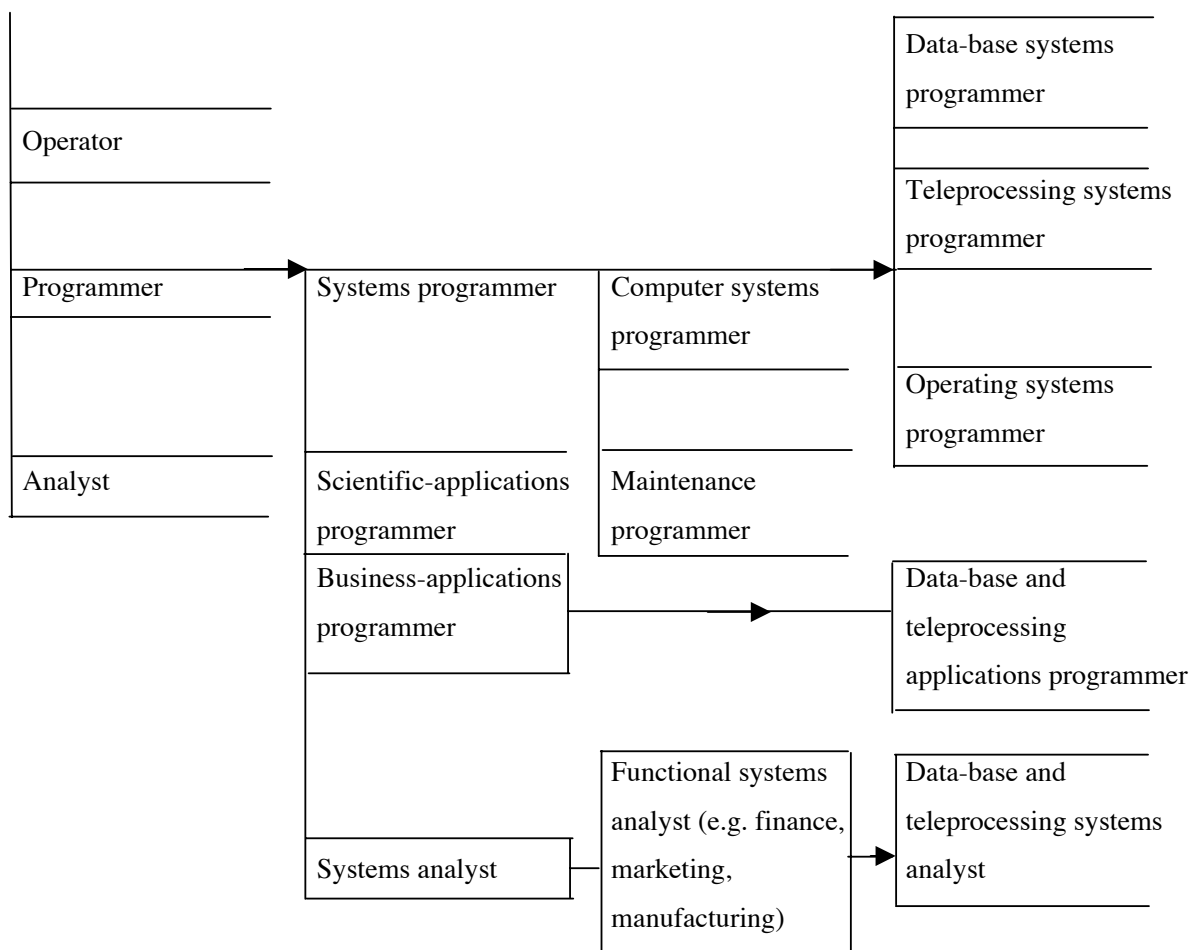 Operator
Programmer
Analyst
Systems programmer
Scientific-applications
programmer
Business-applications
programmer
Systems analyst
Computer systems
programmer
Maintenance
programmer
Functional systems
analyst (e.g. finance,
marketing,
manufacturing)
Data-base systems
programmer
Teleprocessing systems
programmer
Operating systems
programmer
Data-base and
teleprocessing
applications programmer
Data-base and
teleprocessing systems
analyst